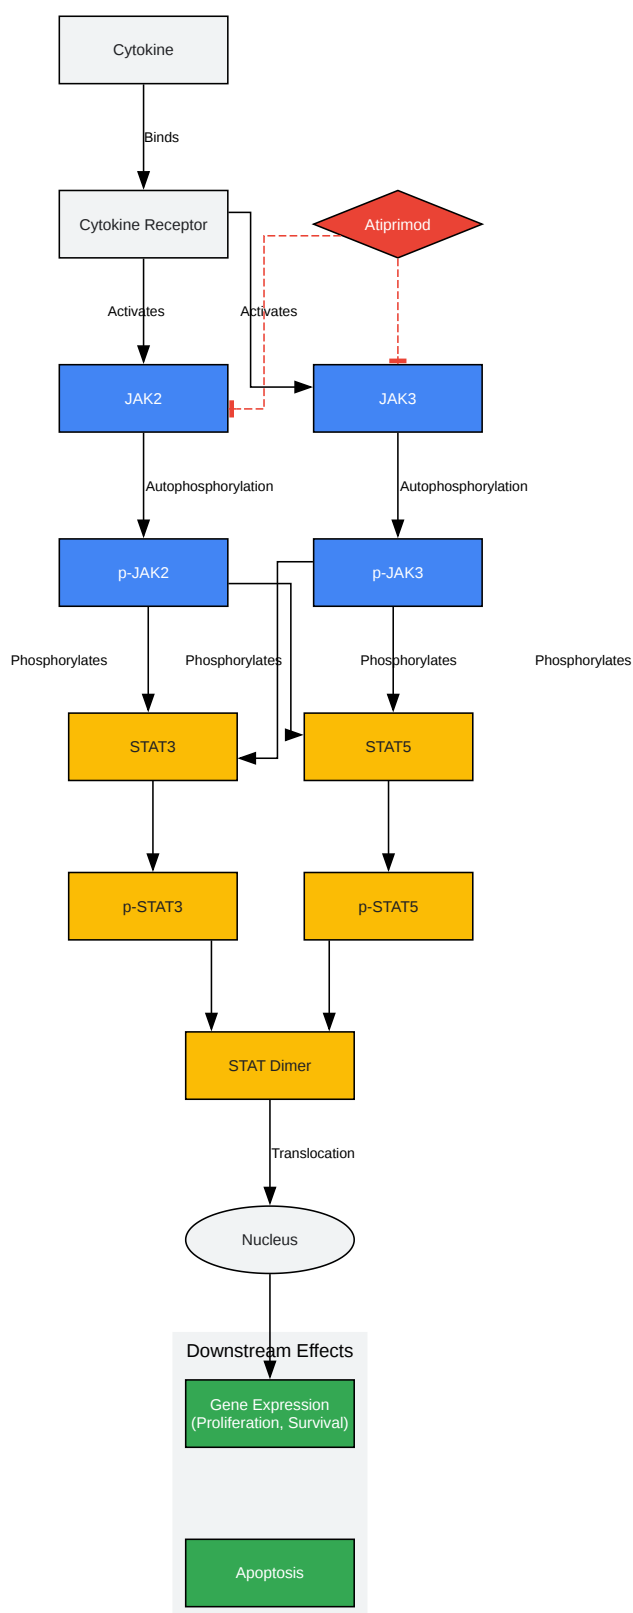 Cytokine
Binds
Cytokine Receptor
Atiprimod
Activates
Activates
JAK2
JAK3
Autophosphorylation
Autophosphorylation
p-JAK2
p-JAK3
Phosphorylates
Phosphorylates
Phosphorylates
Phosphorylates
STAT3
STAT5
p-STAT3
p-STAT5
STAT Dimer
Translocation
Nucleus
Downstream Effects
Gene Expression
(Proliferation, Survival)
Apoptosis